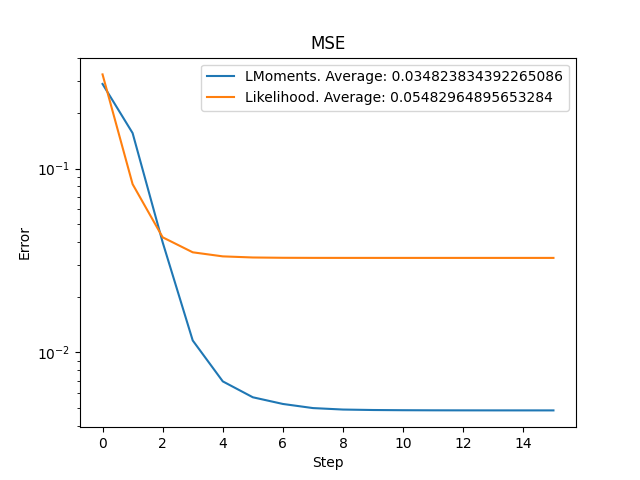 MSE
LMoments. Average: 0.034823834392265086
Likelihood. Average: 0.05482964895653284
10⁻¹
10⁻²
Error
0 2 4 6 8 10 12 14
Step